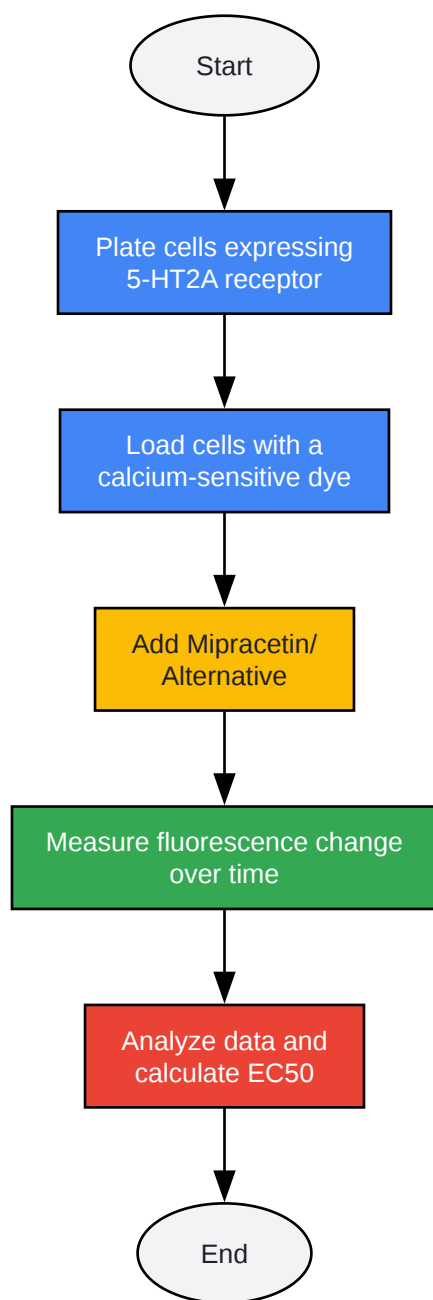 Start
Plate cells expressing
5-HT2A receptor
Load cells with a
calcium-sensitive dye
Add Mipracetin/
Alternative
Measure fluorescence change
over time
Analyze data and
calculate EC50
End